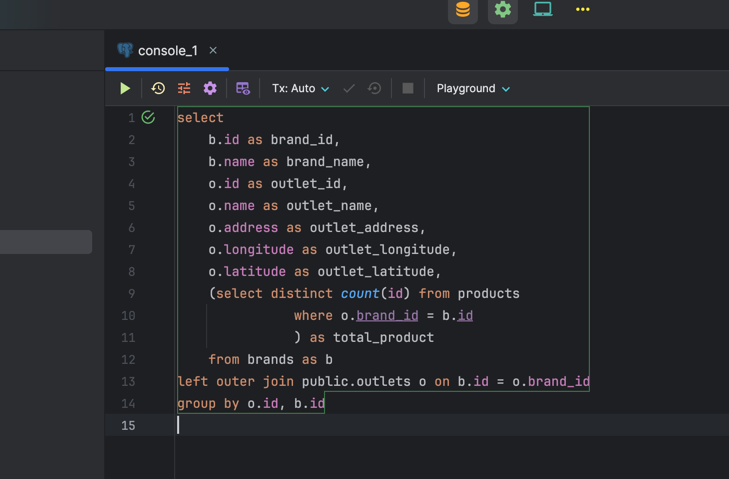 console_1
Tx: Auto
Playground
1 select
2 b.id as brand_id,
3 b.name as brand_name,
4 o.id as outlet_id,
5 o.name as outlet_name,
6 o.address as outlet_address,
7 o.longitude as outlet_longitude,
8 o.latitude as outlet_latitude,
9 (select distinct count(id) from products
10 where o.brand_id = b.id
11 ) as total_product
12 from brands as b
13 left outer join public.outlets o on b.id = o.brand_id
14 group by o.id, b.id
15